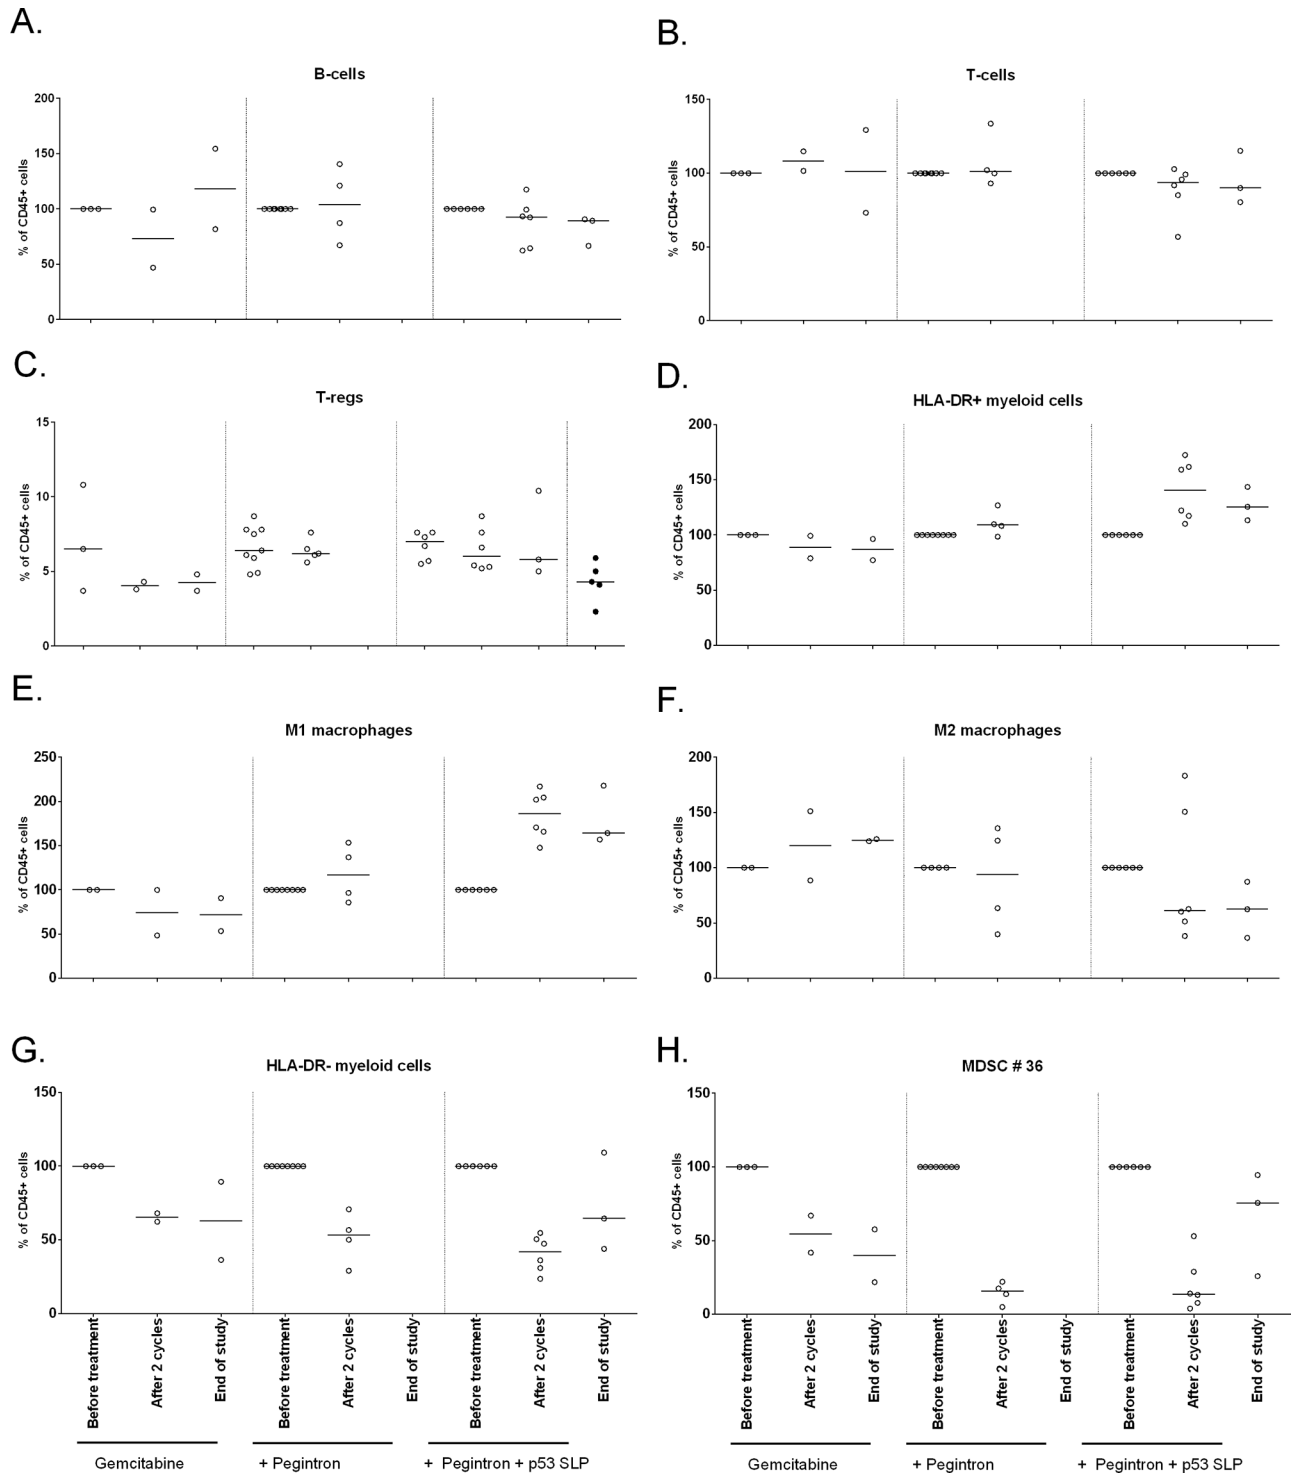 A.
B-cells
% of CD45+ cells
200
150
100
50
0
B.
T-cells
% of CD45+ cells
150
100
50
0
C.
T-regs
% of CD45+ cells
15
10
5
0
D.
HLA-DR+ myeloid cells
% of CD45+ cells
200
150
100
50
0
E.
M1 macrophages
% of CD45+ cells
250
200
150
100
50
0
F.
M2 macrophages
% of CD45+ cells
200
150
100
50
0
G.
HLA-DR- myeloid cells
% of CD45+ cells
150
100
50
0
Before treatment
After 2 cycles
End of study
Before treatment
After 2 cycles
End of study
Before treatment
After 2 cycles
End of study
Gemcitabine
+ Pegintron
+ Pegintron + p53 SLP
H.
MDSC # 36
% of CD45+ cells
150
100
50
0
Before treatment
After 2 cycles
End of study
Before treatment
After 2 cycles
End of study
Before treatment
After 2 cycles
End of study
Gemcitabine
+ Pegintron
+ Pegintron + p53 SLP